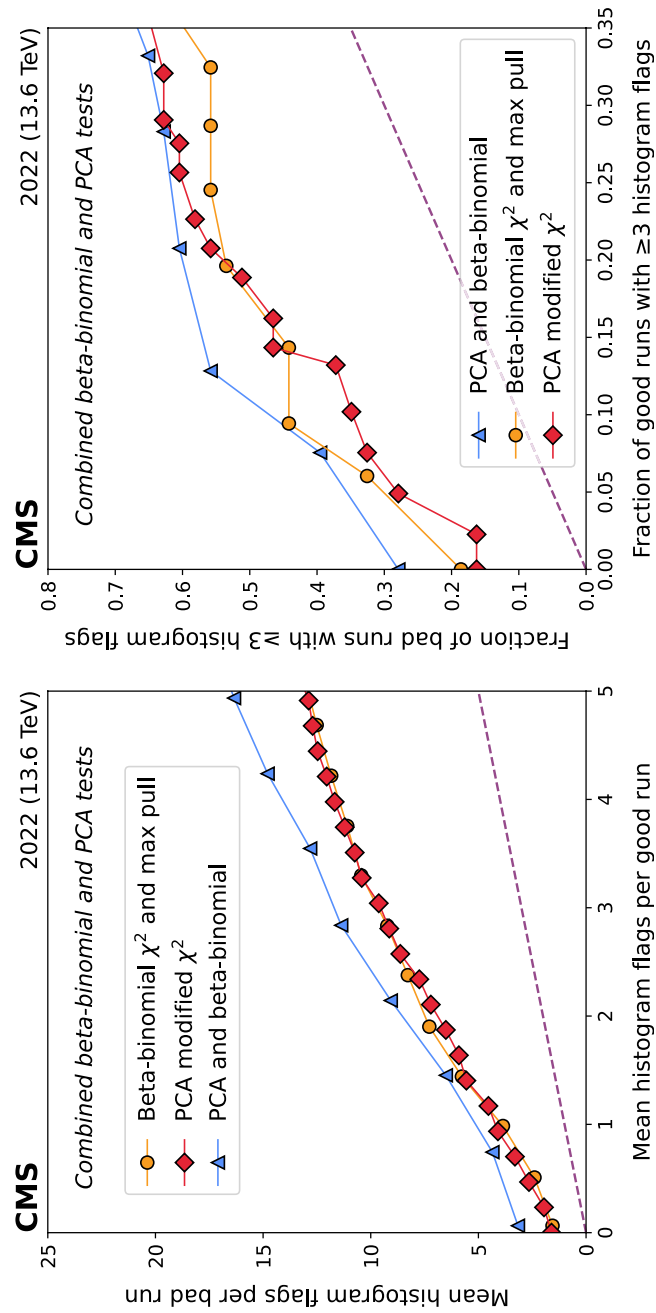 CMS
2022 (13.6 TeV)
Combined beta-binomial and PCA tests
Beta-binomial χ² and max pull
PCA modified χ²
PCA and beta-binomial
Mean histogram flags per bad run
25
20
15
10
5
0
0 1 2 3 4 5
Mean histogram flags per good run
CMS
2022 (13.6 TeV)
Combined beta-binomial and PCA tests
PCA and beta-binomial
Beta-binomial χ² and max pull
PCA modified χ²
Fraction of bad runs with ≥3 histogram flags
0.8
0.7
0.6
0.5
0.4
0.3
0.2
0.1
0.0
0.00 0.05 0.10 0.15 0.20 0.25 0.30 0.35
Fraction of good runs with ≥3 histogram flags